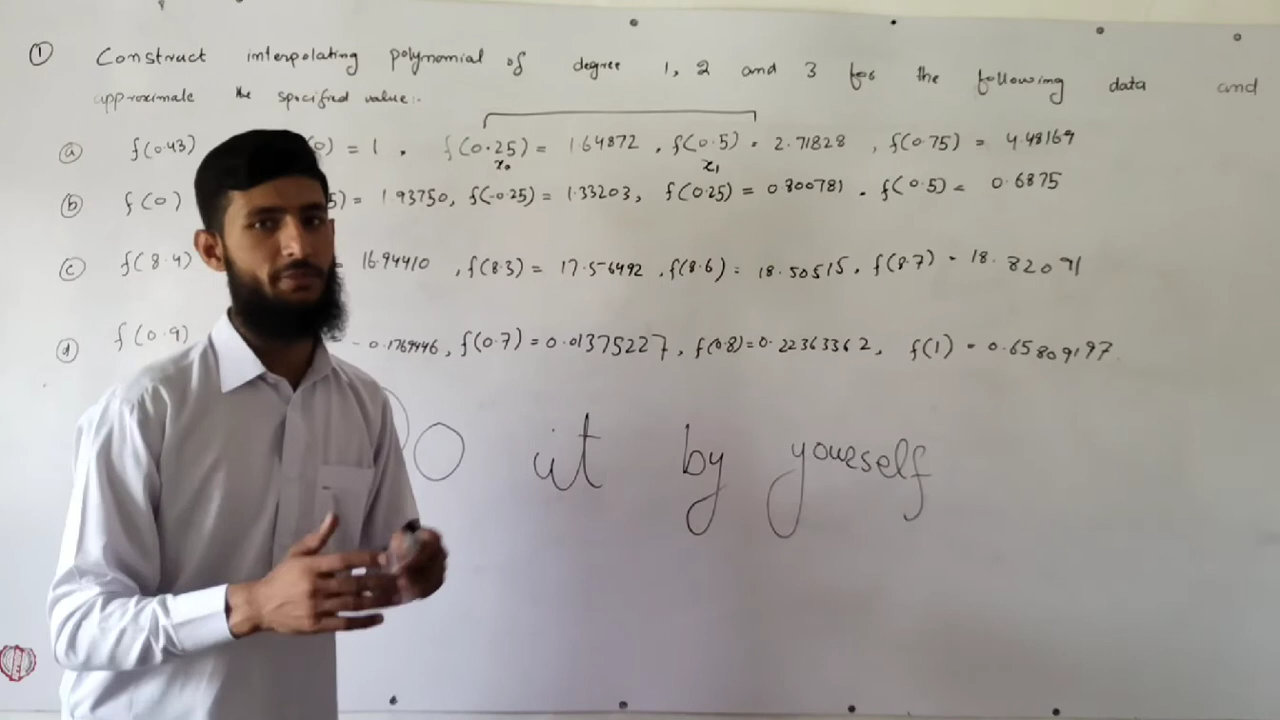 ① Construct interpolating polynomial of degree 1, 2 and 3 for the following data and
approximate the specified value:-
ⓐ f(0.43) 0) = 1 . f(0.25) = 1.64872 , f(0.5) = 2.71828 , f(0.75) = 4.48169
x₀ x₁
ⓑ f(0) 5) = 1.93750, f(-0.25) = 1.33203, f(0.25) = 0.800781 . f(0.5) = 0.6875
ⓒ f(8.4) = 16.94410 , f(8.3) = 17.56492 , f(8.6) = 18.50515, f(8.7) = 18.82091
ⓓ f(0.9) - 0.1769446, f(0.7) = 0.01375227, f(0.8) = 0.22363362, f(1) = 0.65809197.
Do it by yourself